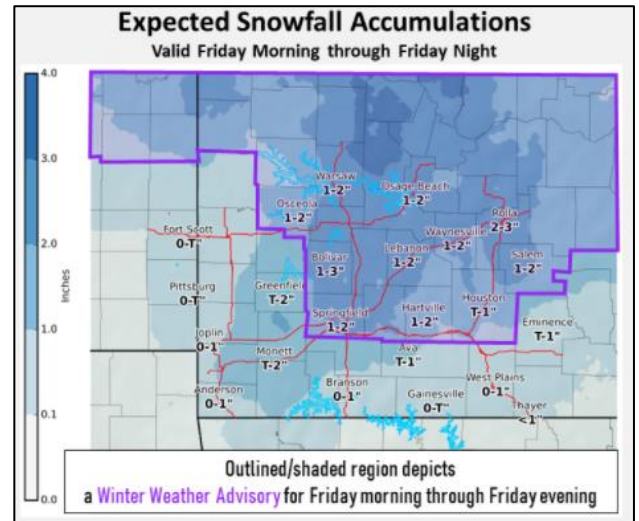 Expected Snowfall Accumulations
Valid Friday Morning through Friday Night
4.0
3.0
2.0
1.0
0.1
0.0
Inches
Warsaw
1-2"
Osage Beach
1-2"
Osceola
1-2"
Rolla
2-3"
Fort Scott
0-T"
Waynesville
1-2"
Lebanon
1-2"
Bolivar
1-3"
Salem
1-2"
Pittsburg
0-T"
Greenfield
T-2"
Houston
T-1"
Hartville
1-2"
Springfield
1-2"
Eminence
T-1"
Joplin
0-1"
Monett
T-2"
Ava
T-1"
Anderson
0-1"
Branson
0-1"
West Plains
0-1"
Gainesville
0-T"
Thayer
<1"
Outlined/shaded region depicts
a Winter Weather Advisory for Friday morning through Friday evening